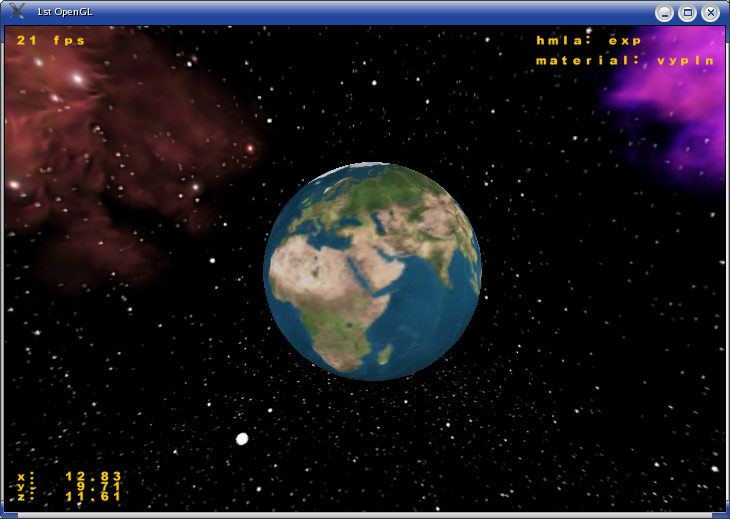 1st OpenGL
21 fps
hmla: exp
material: vypln
x: 12.83
y: 9.71
z: 11.61